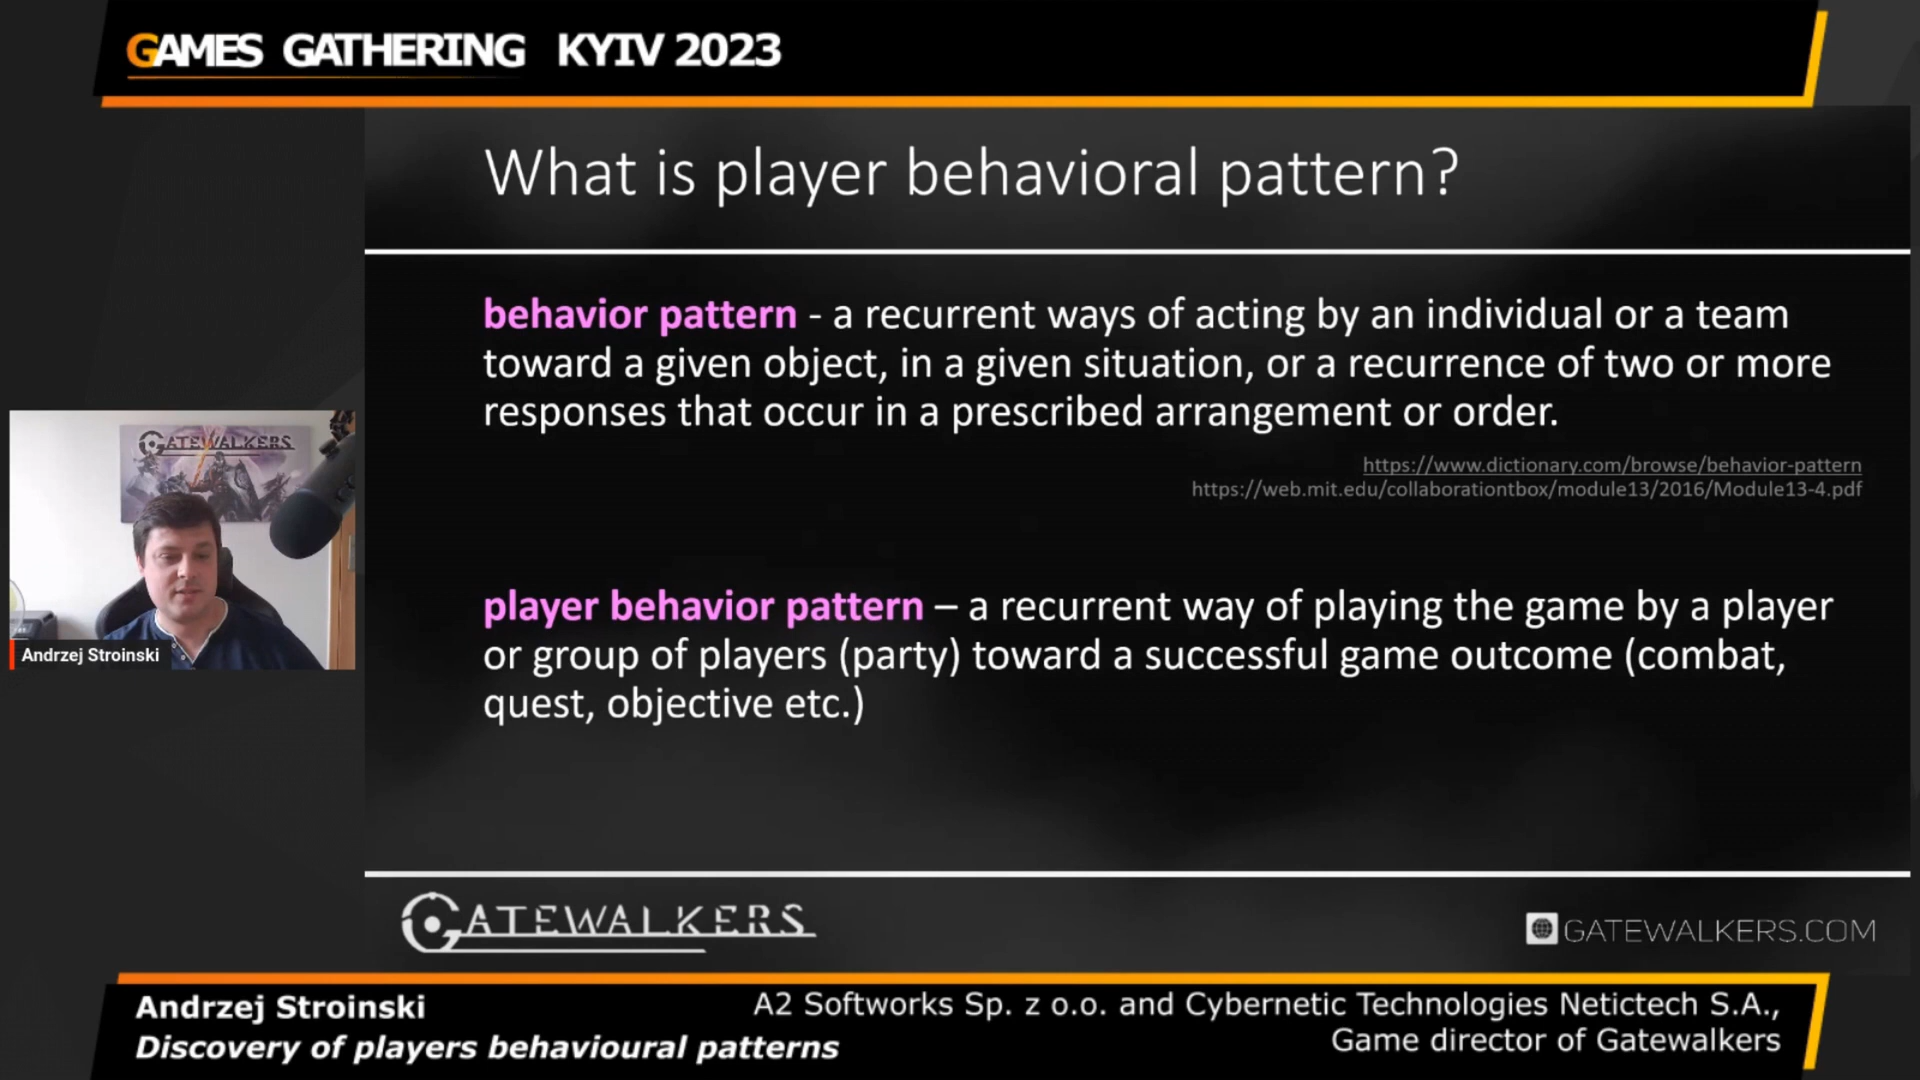 GAMES GATHERING KYIV 2023
What is player behavioral pattern?
behavior pattern - a recurrent ways of acting by an individual or a team
toward a given object, in a given situation, or a recurrence of two or more
responses that occur in a prescribed arrangement or order.
https://www.dictionary.com/browse/behavior-pattern
https://web.mit.edu/collaborationtbox/module13/2016/Module13-4.pdf
GATEWALKERS
Andrzej Stroinski
player behavior pattern – a recurrent way of playing the game by a player
or group of players (party) toward a successful game outcome (combat,
quest, objective etc.)
GATEWALKERS
GATEWALKERS.COM
Andrzej Stroinski
Discovery of players behavioural patterns
A2 Softworks Sp. z o.o. and Cybernetic Technologies Netictech S.A.,
Game director of Gatewalkers